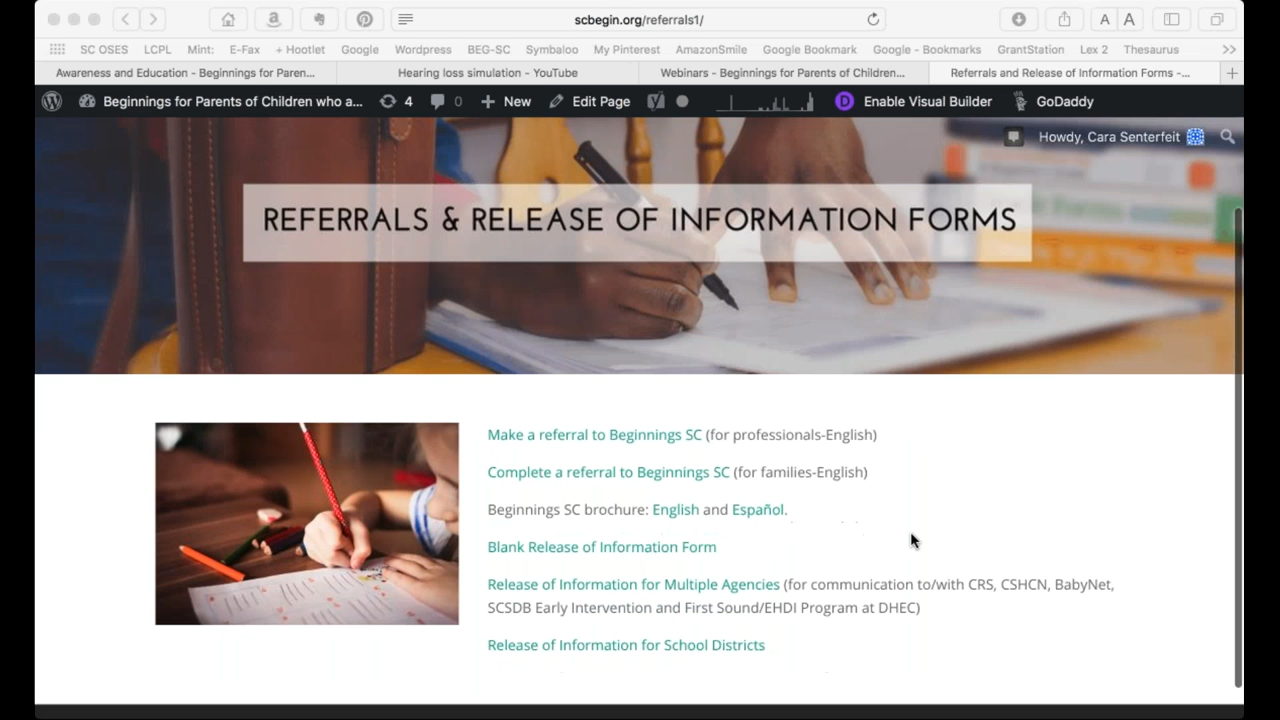 scbegin.org/referrals1/
A A
SC OSES LCPL Mint: E-Fax + Hootlet Google Wordpress BEG-SC Symbaloo My Pinterest AmazonSmile Google Bookmark Google - Bookmarks GrantStation Lex 2 Thesaurus >>
Awareness and Education - Beginnings for Paren... Hearing loss simulation - YouTube Webinars - Beginnings for Parents of Children... Referrals and Release of Information Forms -... +
Beginnings for Parents of Children who a... 4 0 + New Edit Page D Enable Visual Builder GoDaddy
Howdy, Cara Senterfeit
REFERRALS & RELEASE OF INFORMATION FORMS
Make a referral to Beginnings SC (for professionals-English)
Complete a referral to Beginnings SC (for families-English)
Beginnings SC brochure: English and Español.
Blank Release of Information Form
Release of Information for Multiple Agencies (for communication to/with CRS, CSHCN, BabyNet,
SCSDB Early Intervention and First Sound/EHDI Program at DHEC)
Release of Information for School Districts